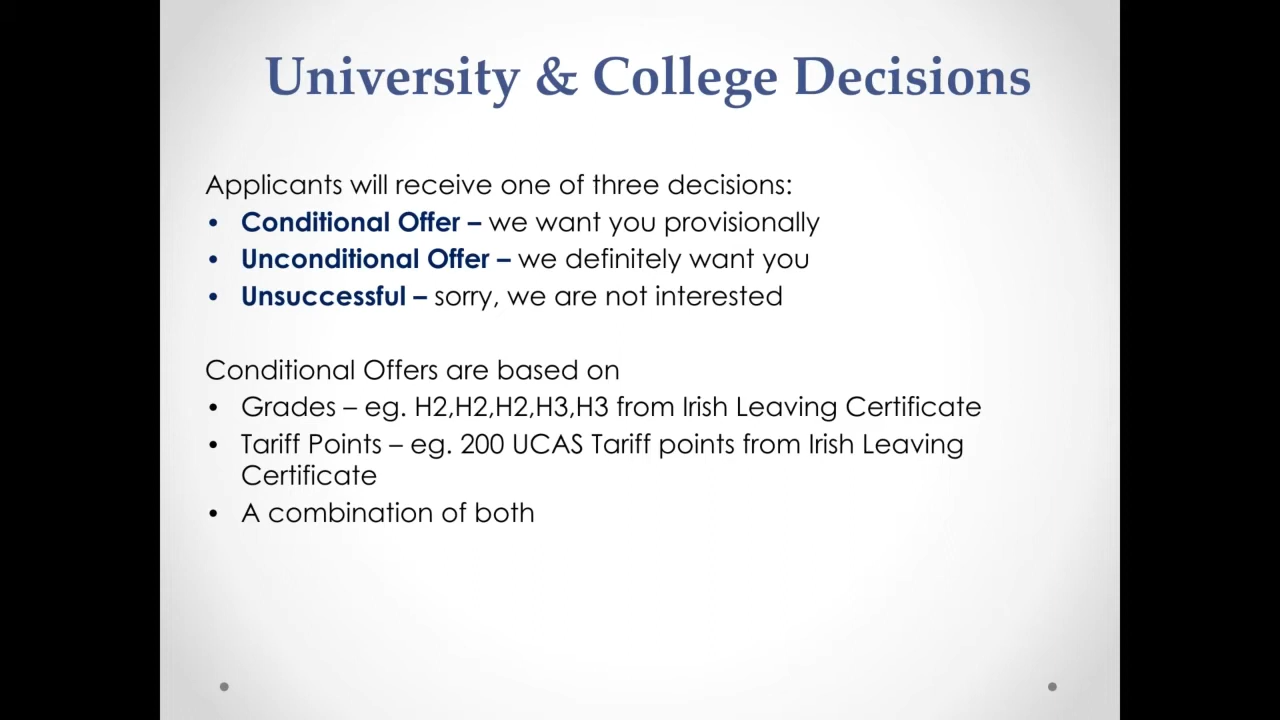 University & College Decisions
Applicants will receive one of three decisions:
• Conditional Offer – we want you provisionally
• Unconditional Offer – we definitely want you
• Unsuccessful – sorry, we are not interested
Conditional Offers are based on
• Grades – eg. H2,H2,H2,H3,H3 from Irish Leaving Certificate
• Tariff Points – eg. 200 UCAS Tariff points from Irish Leaving
Certificate
• A combination of both